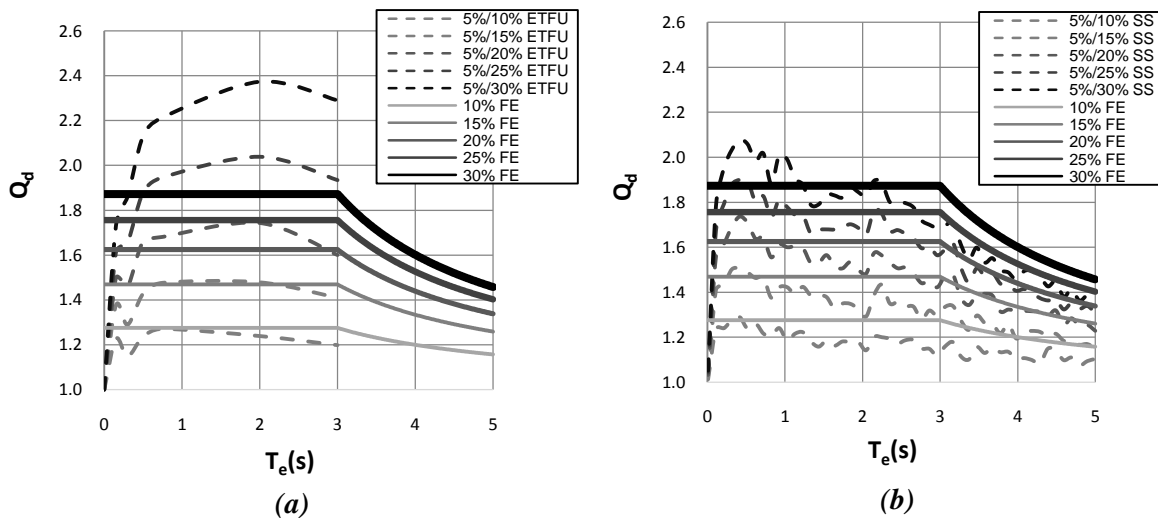 2.6
2.4
2.2
2.0
1.8
1.6
1.4
1.2
1.0
Q_d
0 1 2 3 4 5
T_e(s)
5%/10% ETFU
5%/15% ETFU
5%/20% ETFU
5%/25% ETFU
5%/30% ETFU
10% FE
15% FE
20% FE
25% FE
30% FE
(a)
2.6
2.4
2.2
2.0
1.8
1.6
1.4
1.2
1.0
Q_d
0 1 2 3 4 5
T_e(s)
5%/10% SS
5%/15% SS
5%/20% SS
5%/25% SS
5%/30% SS
10% FE
15% FE
20% FE
25% FE
30% FE
(b)